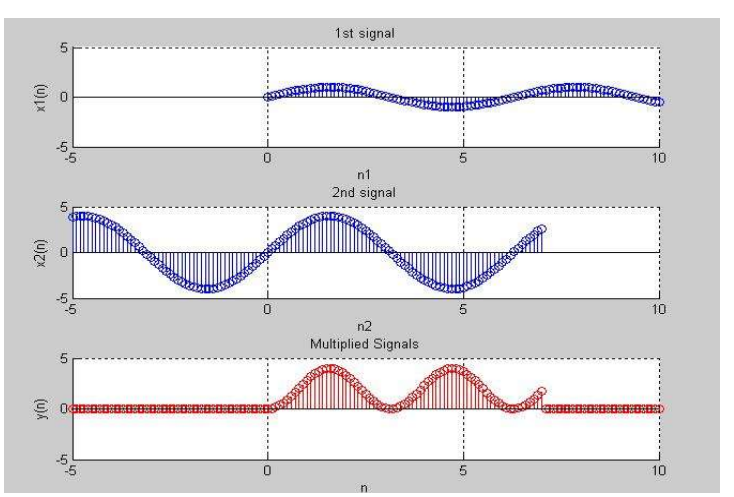 1st signal
5
0
-5
x1(n)
-5 0 5 10
n1
2nd signal
5
0
-5
x2(n)
-5 0 5 10
n2
Multiplied Signals
5
0
-5
y(n)
-5 0 5 10
n